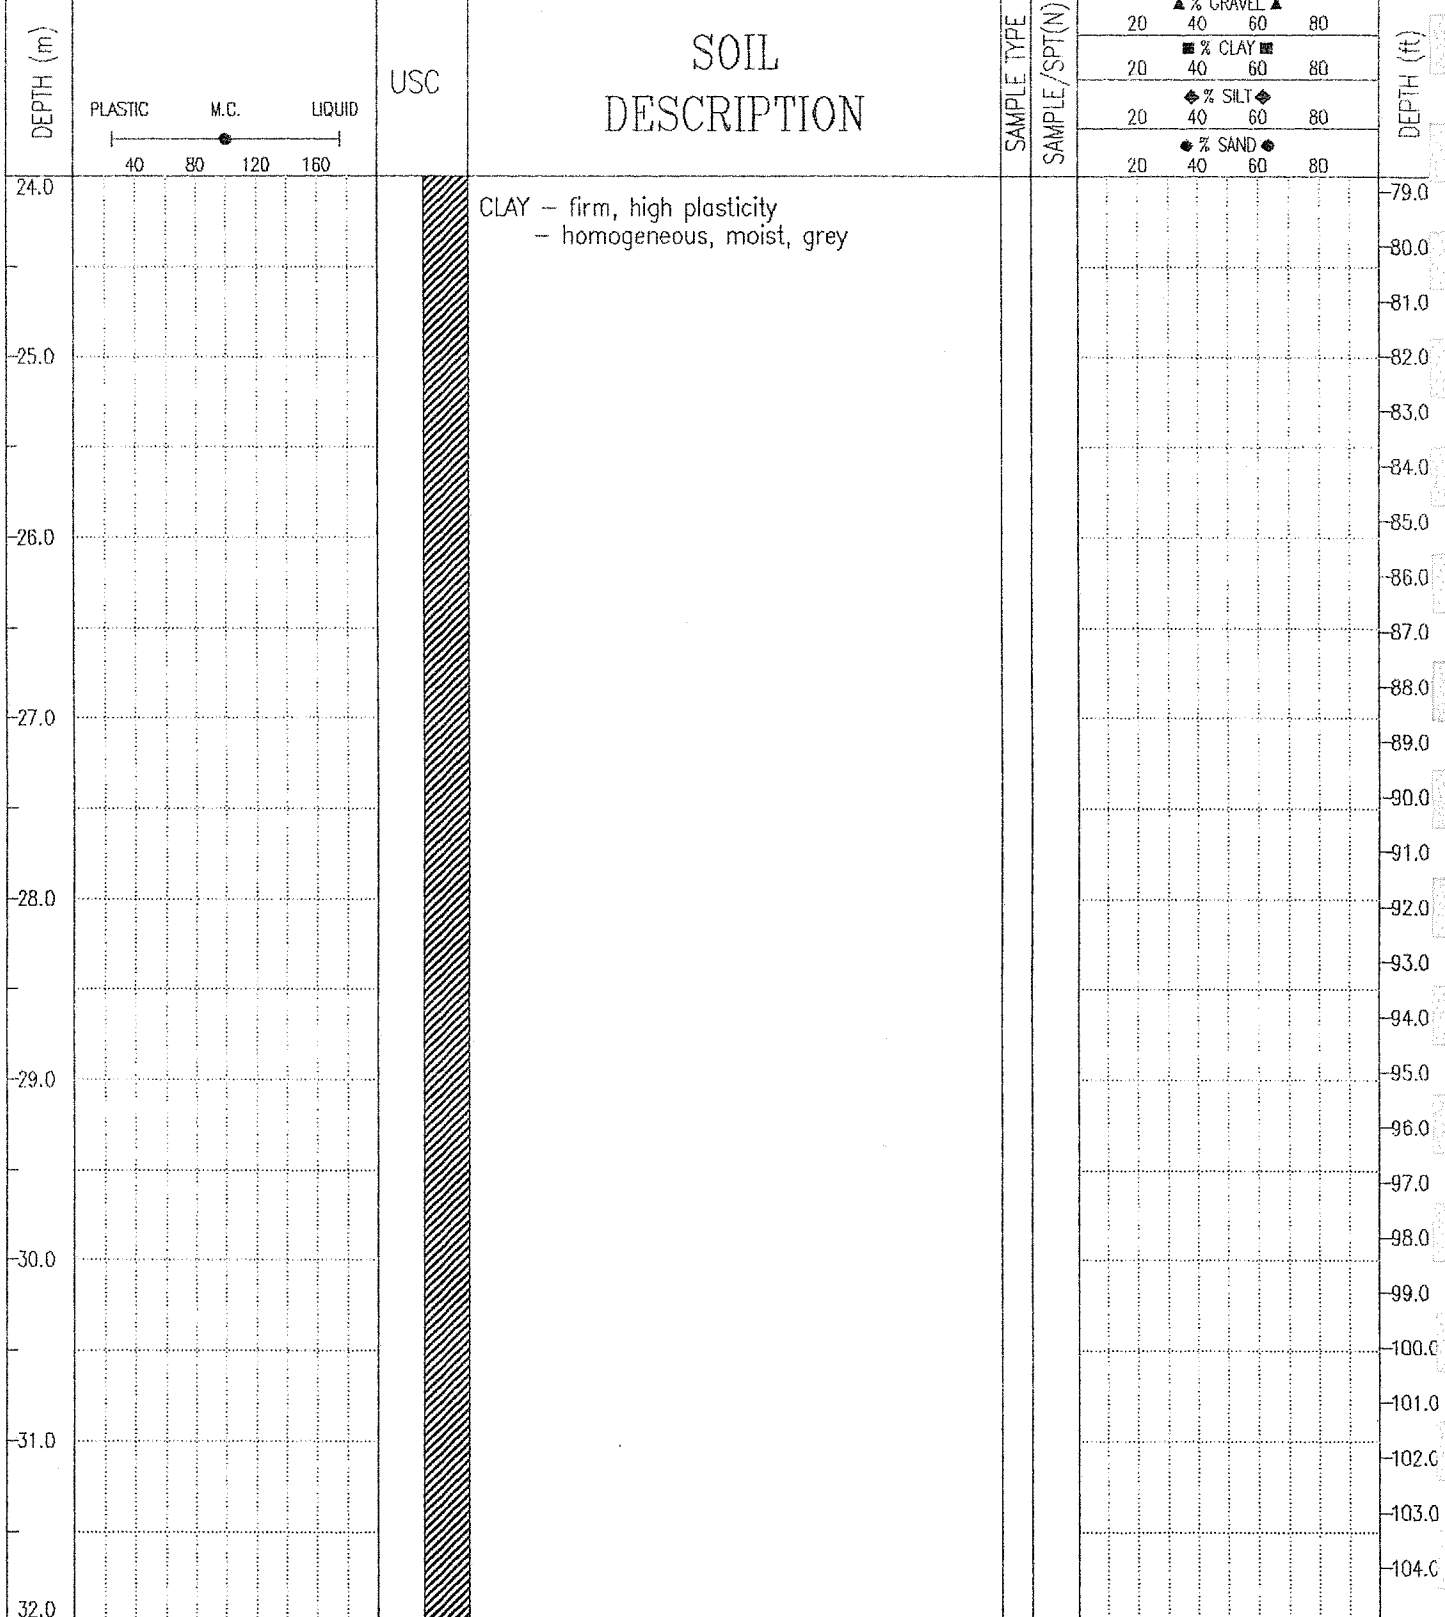 DEPTH (m)
PLASTIC M.C. LIQUID
40 80 120 160
USC
SOIL
DESCRIPTION
SAMPLE TYPE
SAMPLE/SPT(N)
▲ % GRAVEL ▲
20 40 60 80
■ % CLAY ■
20 40 60 80
◆ % SILT ◆
20 40 60 80
● % SAND ●
20 40 60 80
DEPTH (ft)
24.0
25.0
26.0
27.0
28.0
29.0
30.0
31.0
32.0
CLAY – firm, high plasticity
– homogeneous, moist, grey
79.0
80.0
81.0
82.0
83.0
84.0
85.0
86.0
87.0
88.0
89.0
90.0
91.0
92.0
93.0
94.0
95.0
96.0
97.0
98.0
99.0
100.0
101.0
102.0
103.0
104.0